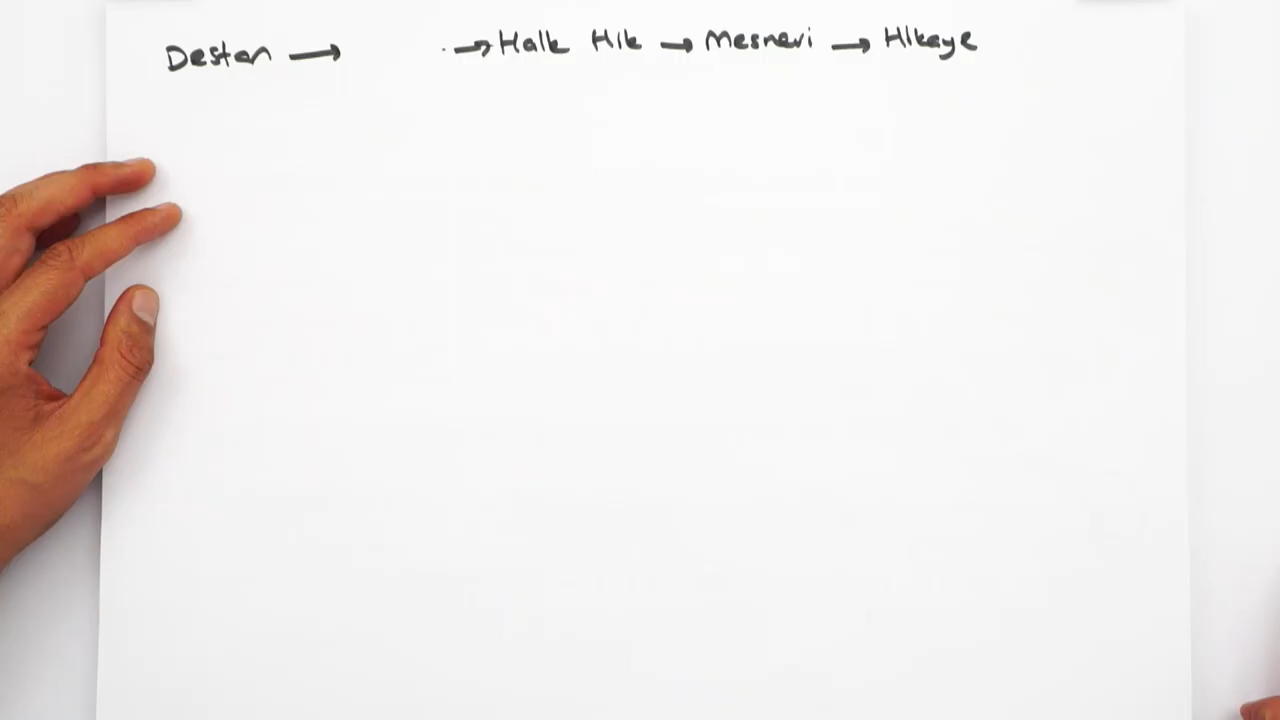 Destan → → Halk Hik → Mesnevi → Hikaye